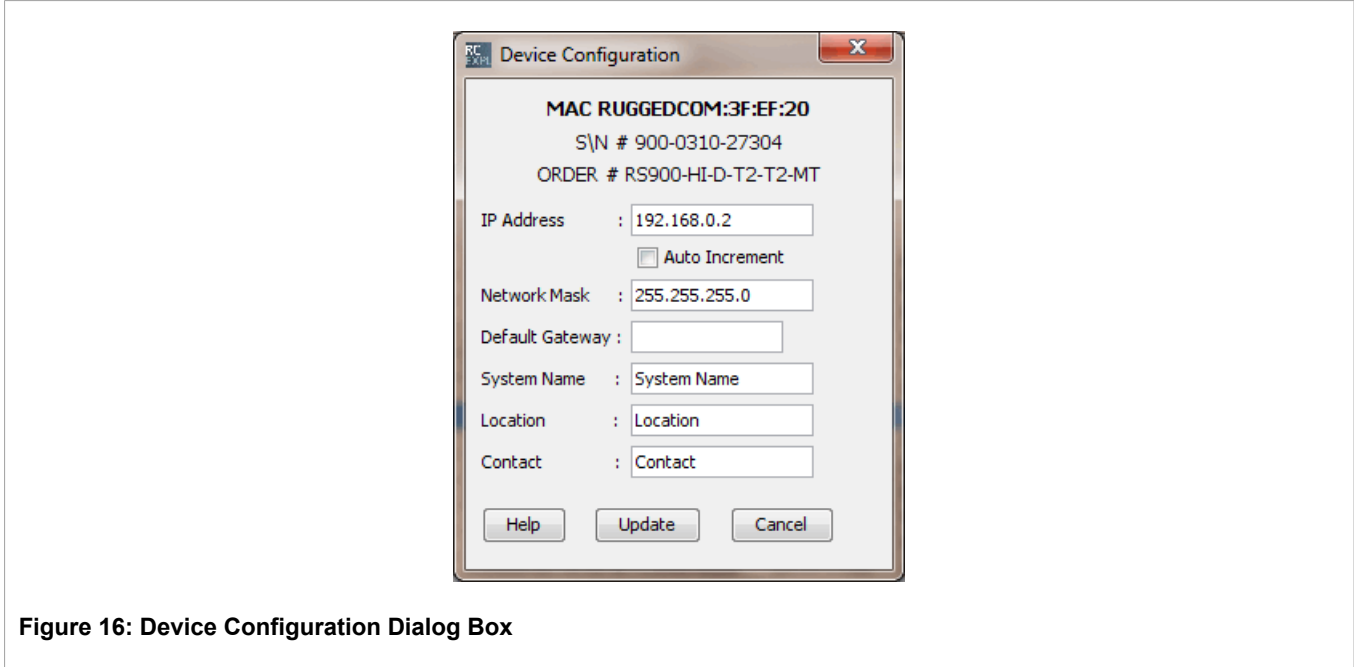 RC
EXPL
Device Configuration
MAC RUGGEDCOM:3F:EF:20
S\N # 900-0310-27304
ORDER # RS900-HI-D-T2-T2-MT
IP Address : 192.168.0.2
Auto Increment
Network Mask : 255.255.255.0
Default Gateway :
System Name : System Name
Location : Location
Contact : Contact
Help Update Cancel
Figure 16: Device Configuration Dialog Box